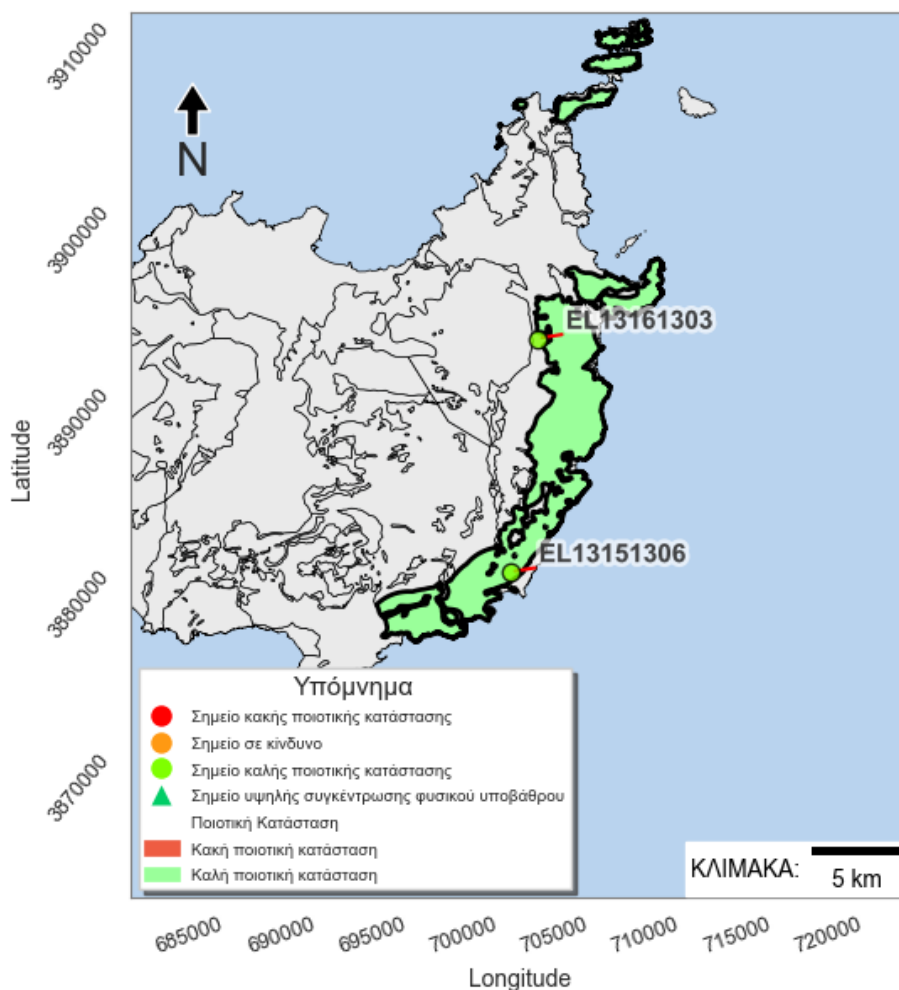 3910000
3900000
3890000
3880000
3870000
Latitude
N
EL13161303
EL13151306
Υπόμνημα
Σημείο κακής ποιοτικής κατάστασης
Σημείο σε κίνδυνο
Σημείο καλής ποιοτικής κατάστασης
Σημείο υψηλής συγκέντρωσης φυσικού υποβάθρου
Ποιοτική Κατάσταση
Κακή ποιοτική κατάσταση
Καλή ποιοτική κατάσταση
ΚΛΙΜΑΚΑ:
5 km
685000
690000
695000
700000
705000
710000
715000
720000
Longitude